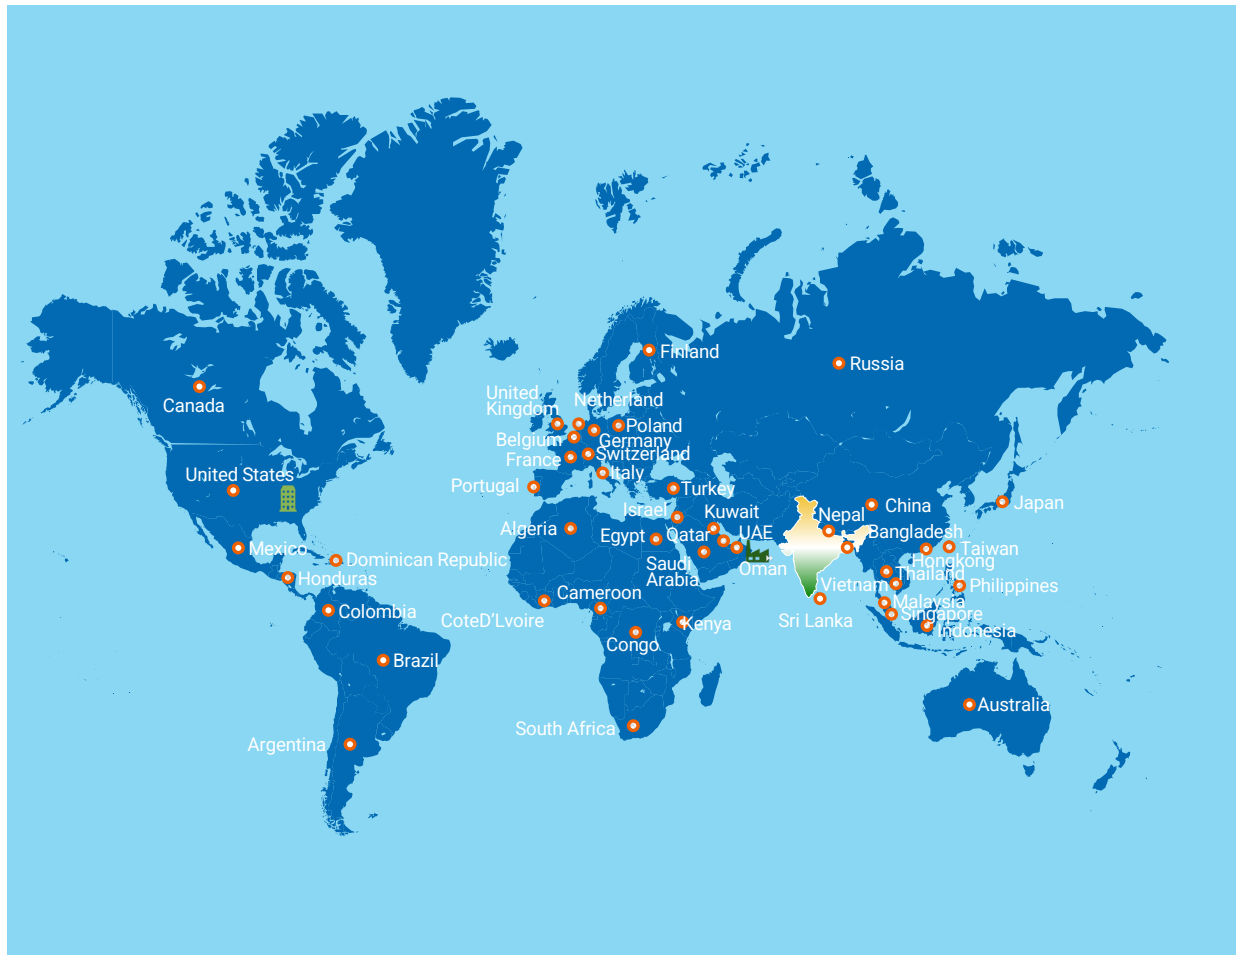 Finland
Russia
Canada
United
Kingdom
Netherland
Poland
Belgium
Germany
France
Switzerland
Italy
United States
Portugal
Turkey
Israel
Kuwait
Nepal
China
Japan
Algeria
Egypt
Qatar
UAE
Bangladesh
Mexico
Dominican Republic
Saudi
Arabia
Oman
Taiwan
Hongkong
Honduras
Thailand
Vietnam
Philippines
Cameroon
Malaysia
Colombia
CoteD'Lvoire
Kenya
Sri Lanka
Singapore
Indonesia
Congo
Brazil
Australia
South Africa
Argentina